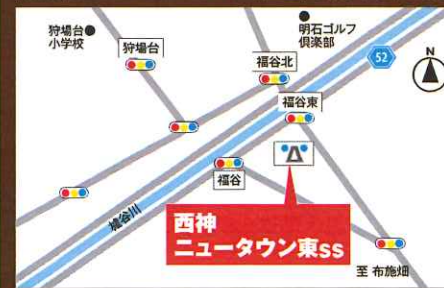 狩場台
小学校
狩場台
明石ゴルフ
倶楽部
福谷北
52
N
福谷東
福谷
櫨谷川
西神
ニュータウン東SS
至 布施畑